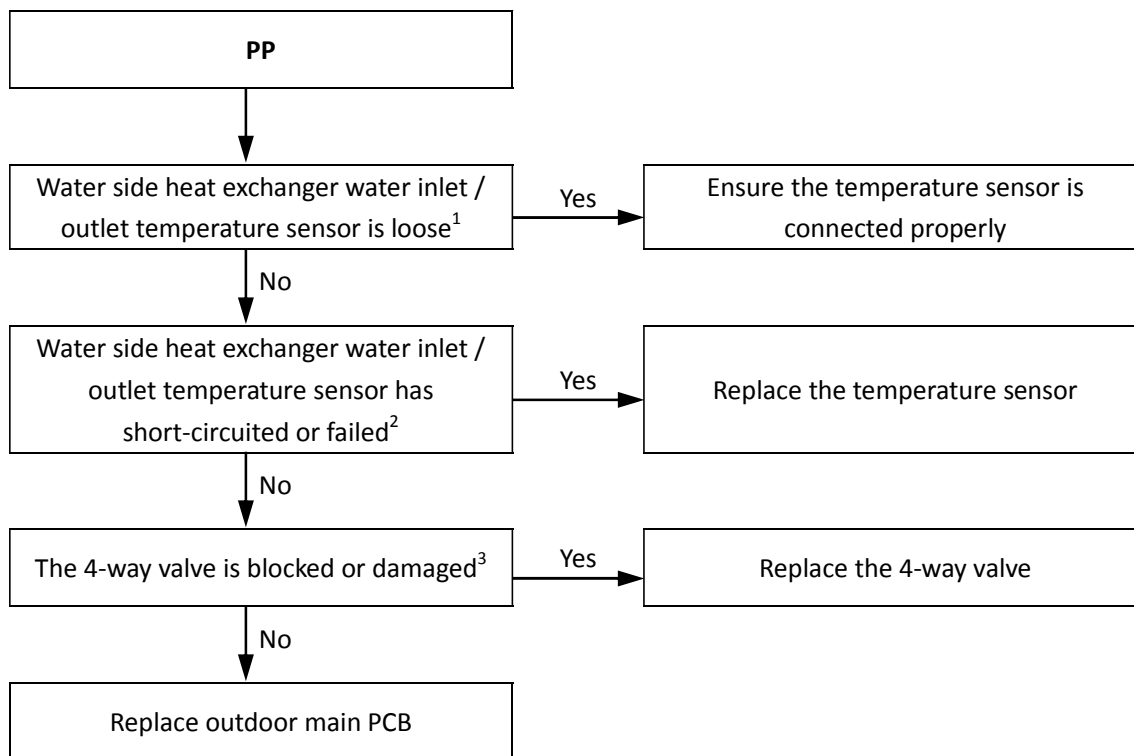 PP
Water side heat exchanger water inlet /
outlet temperature sensor is loose¹
Yes
Ensure the temperature sensor is
connected properly
No
Water side heat exchanger water inlet /
outlet temperature sensor has
short-circuited or failed²
Yes
Replace the temperature sensor
No
The 4-way valve is blocked or damaged³
Yes
Replace the 4-way valve
No
Replace outdoor main PCB